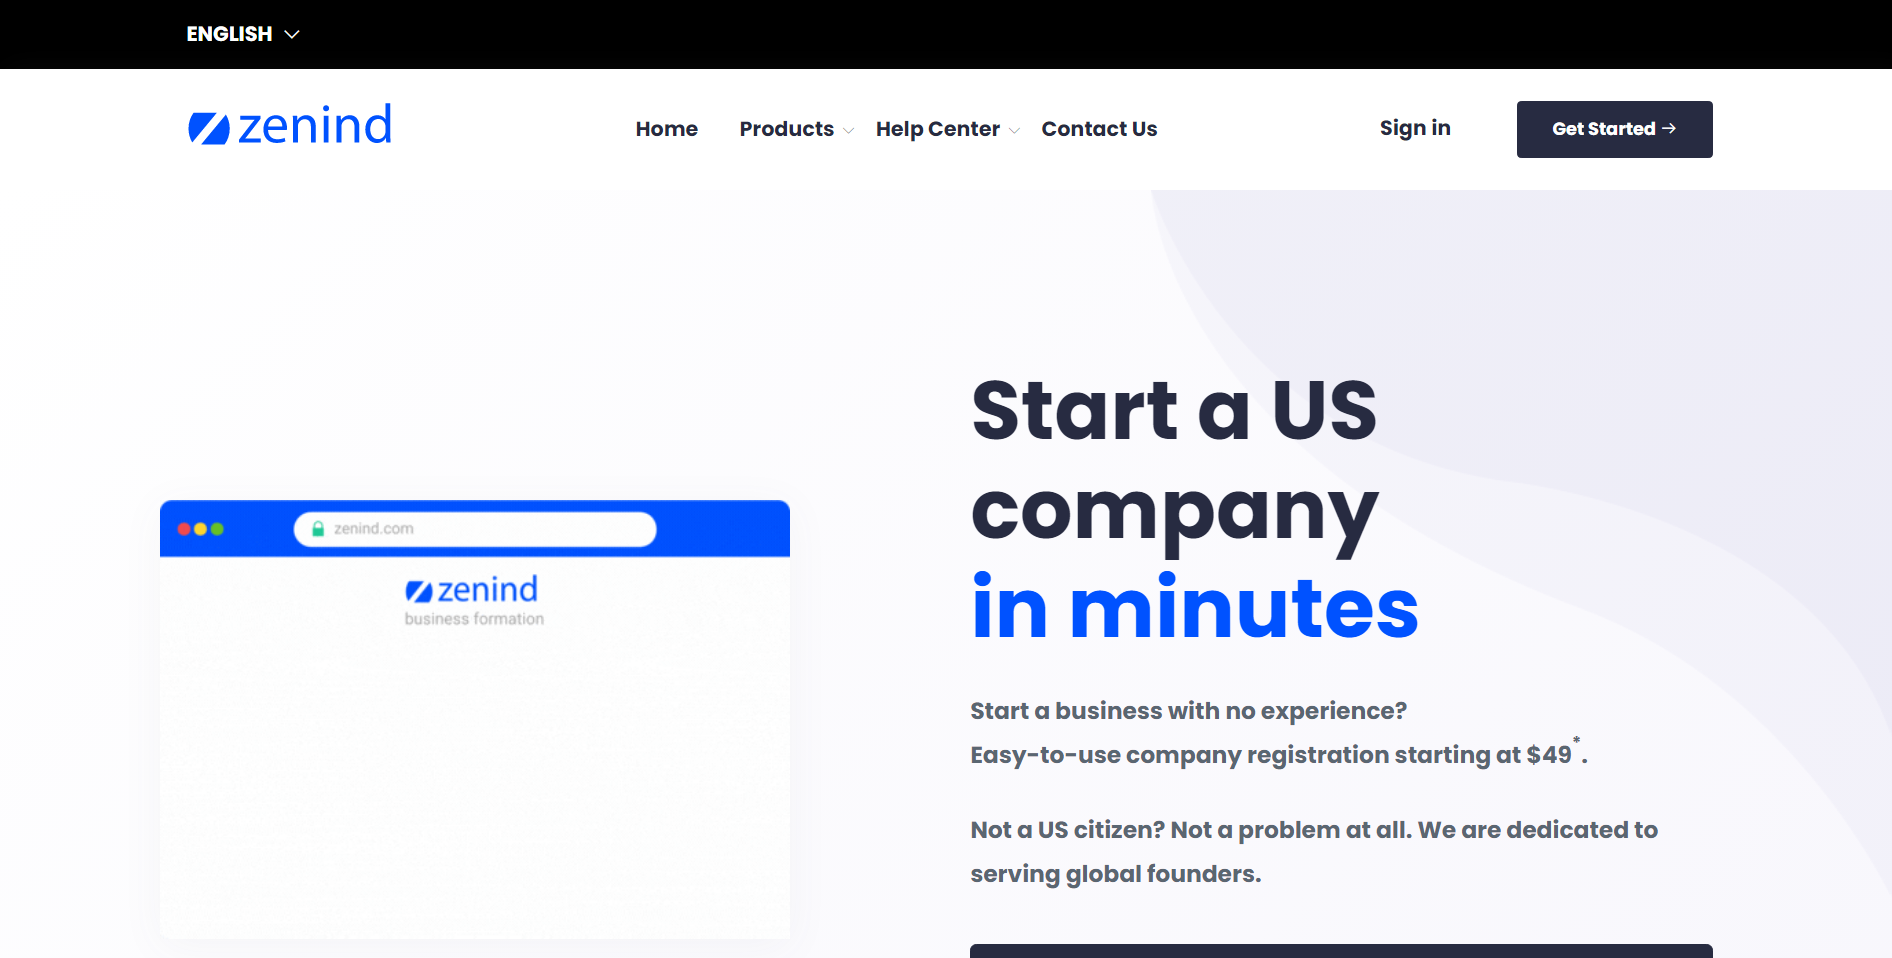 ENGLISH
zenind
Home
Products
Help Center
Contact Us
Sign in
Get Started →
Start a US
company
in minutes
zenind.com
zenind
business formation
Start a business with no experience?
Easy-to-use company registration starting at $49*.
Not a US citizen? Not a problem at all. We are dedicated to
serving global founders.